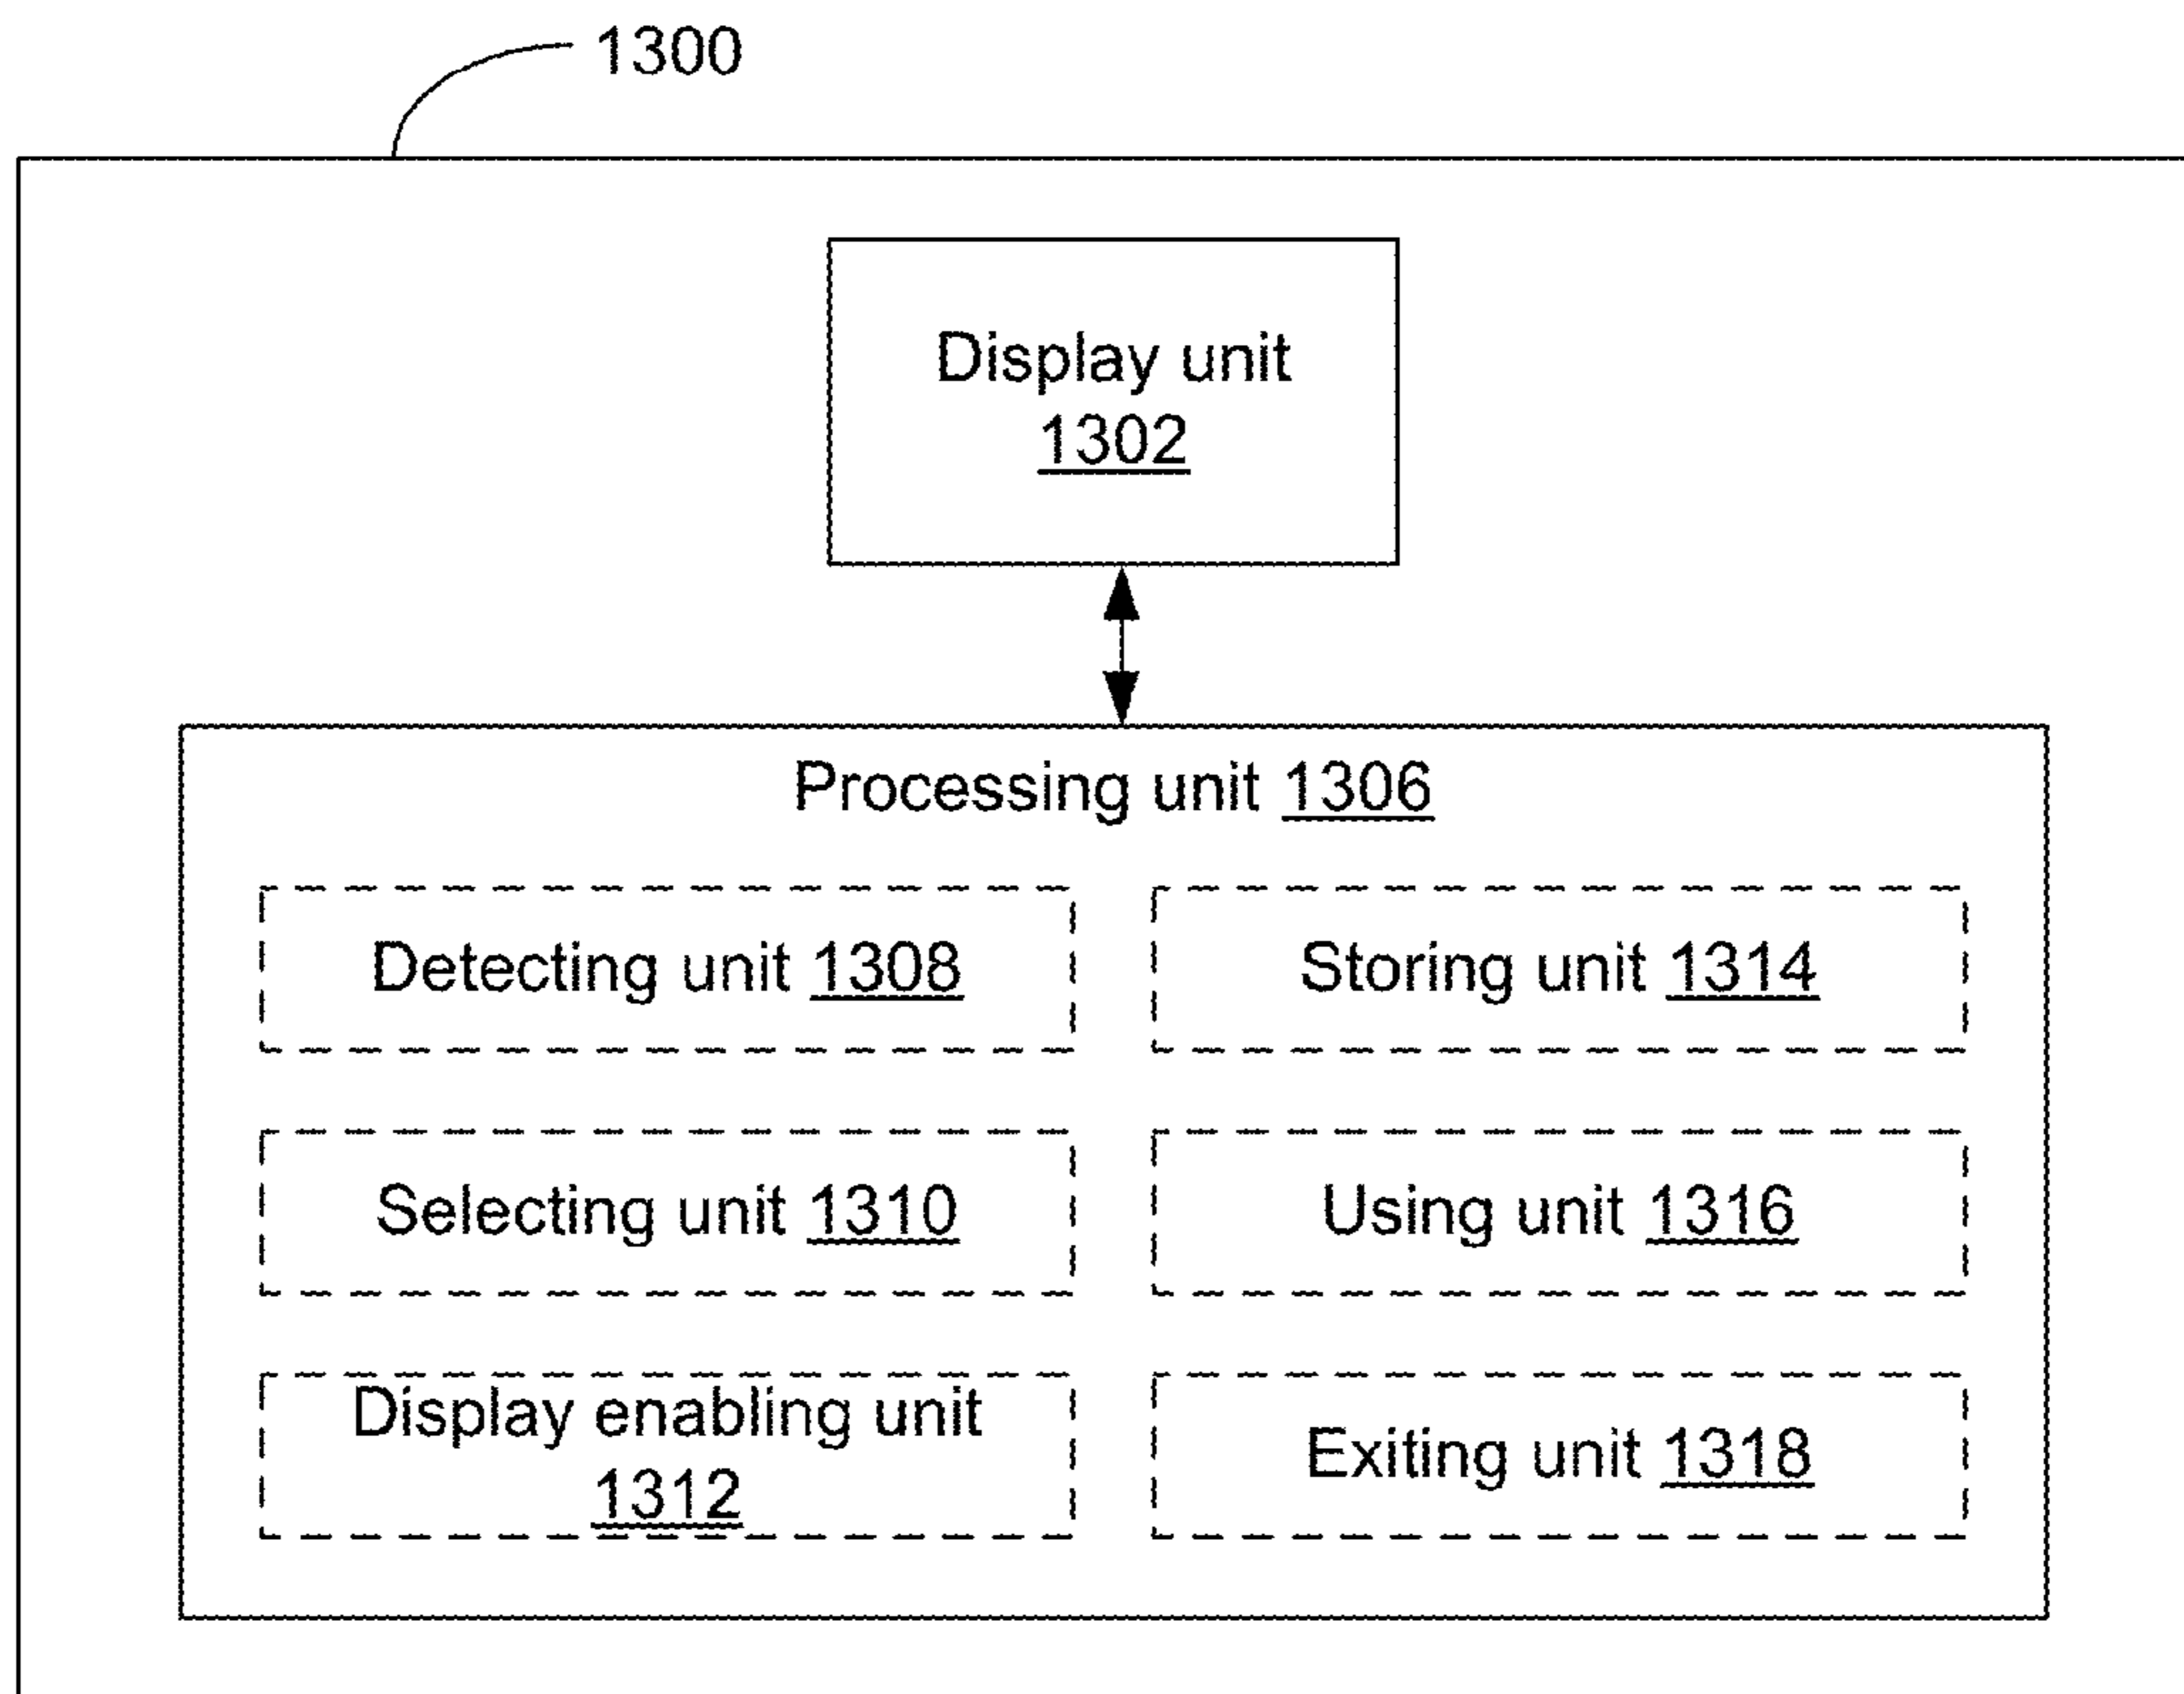 1300
Display unit
1302
Processing unit 1306
Detecting unit 1308
Storing unit 1314
Selecting unit 1310
Using unit 1316
Display enabling unit
1312
Exiting unit 1318